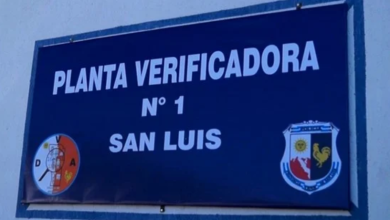 PLANTA VERIFICADORA
N° 1
SAN LUIS
V
D A